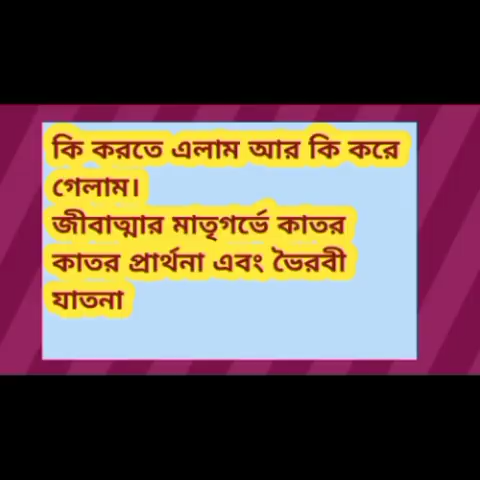 কি করতে এলাম আর কি করে
গেলাম।
জীবাত্মার মাতৃগর্ভে কাতর
কাতর প্রার্থনা এবং ভৈরবী
যাতনা